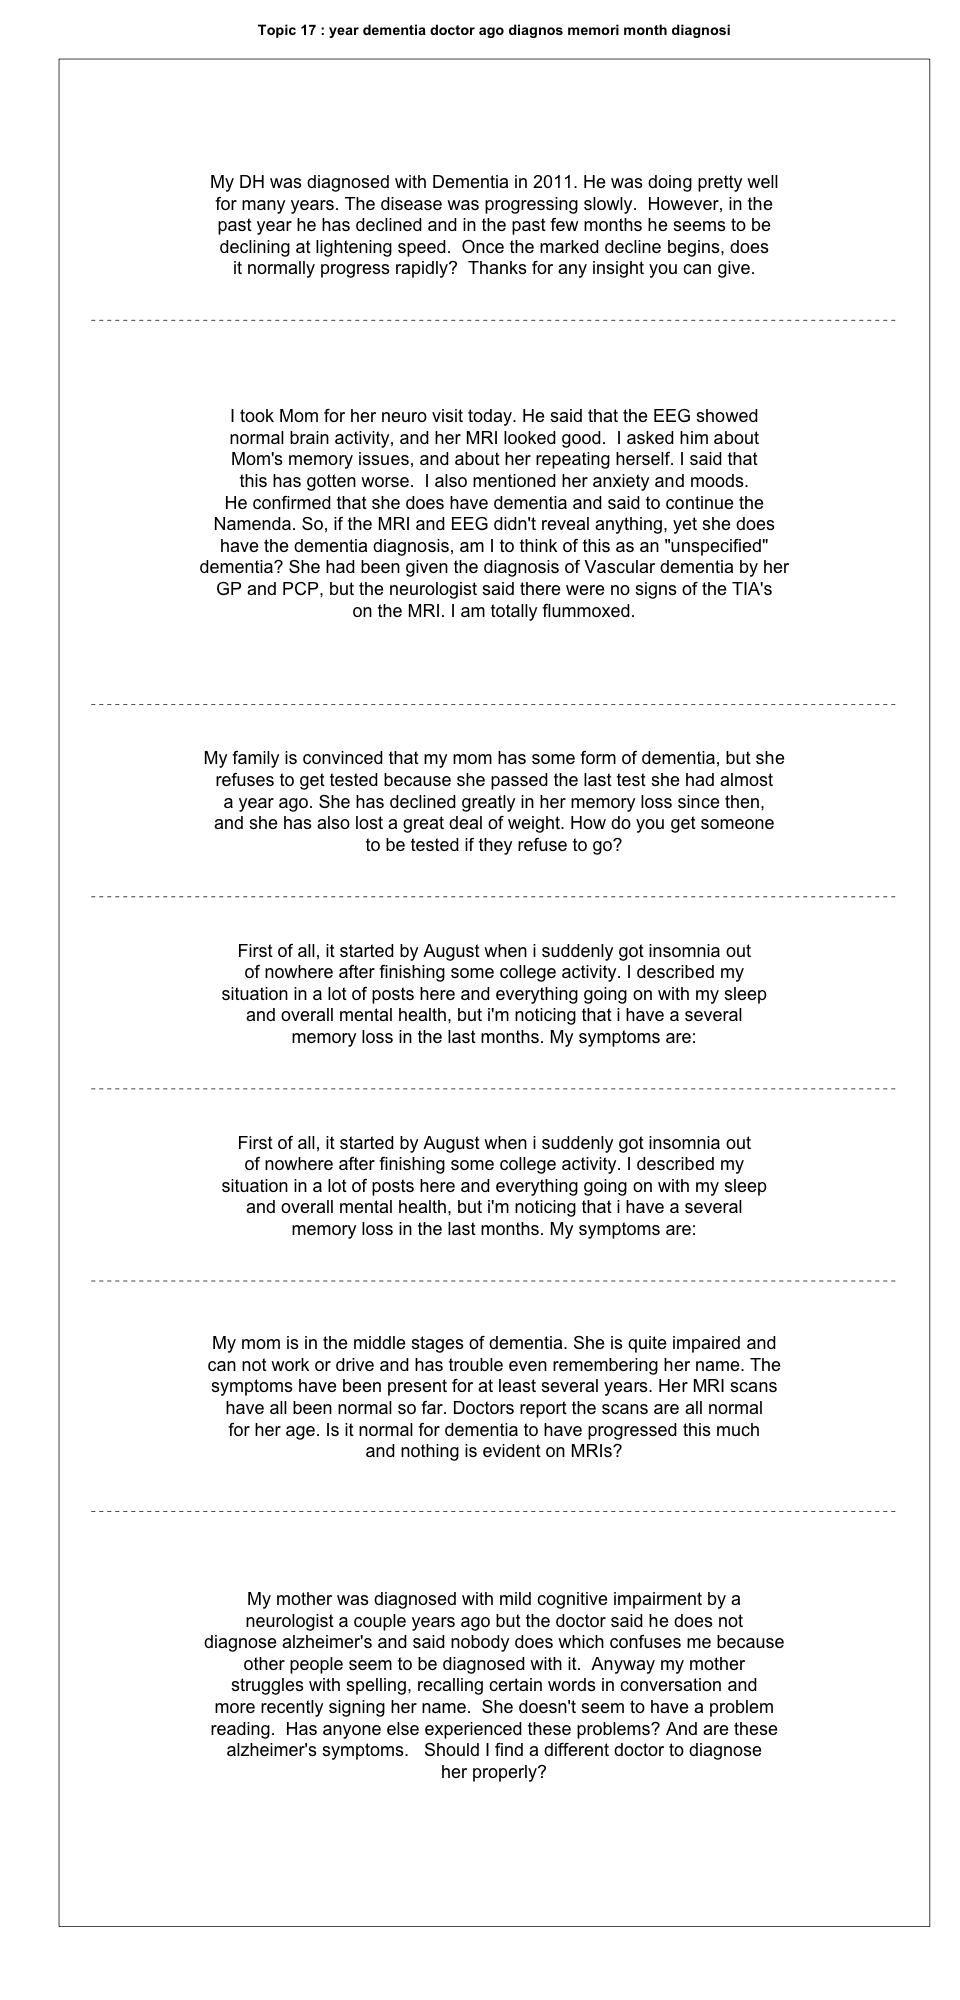 Topic 17 : year dementia doctor ago diagnos memori month diagnosi
My DH was diagnosed with Dementia in 2011. He was doing pretty well
for many years. The disease was progressing slowly.  However, in the
past year he has declined and in the past few months he seems to be
declining at lightening speed.  Once the marked decline begins, does
it normally progress rapidly?  Thanks for any insight you can give.
I took Mom for her neuro visit today. He said that the EEG showed
normal brain activity, and her MRI looked good.  I asked him about
Mom's memory issues, and about her repeating herself. I said that
this has gotten worse.  I also mentioned her anxiety and moods.
He confirmed that she does have dementia and said to continue the
Namenda. So, if the MRI and EEG didn't reveal anything, yet she does
have the dementia diagnosis, am I to think of this as an "unspecified"
dementia? She had been given the diagnosis of Vascular dementia by her
GP and PCP, but the neurologist said there were no signs of the TIA's
on the MRI. I am totally flummoxed.
My family is convinced that my mom has some form of dementia, but she
refuses to get tested because she passed the last test she had almost
a year ago. She has declined greatly in her memory loss since then,
and she has also lost a great deal of weight. How do you get someone
to be tested if they refuse to go?
First of all, it started by August when i suddenly got insomnia out
of nowhere after finishing some college activity. I described my
situation in a lot of posts here and everything going on with my sleep
and overall mental health, but i'm noticing that i have a several
memory loss in the last months. My symptoms are:
First of all, it started by August when i suddenly got insomnia out
of nowhere after finishing some college activity. I described my
situation in a lot of posts here and everything going on with my sleep
and overall mental health, but i'm noticing that i have a several
memory loss in the last months. My symptoms are:
My mom is in the middle stages of dementia. She is quite impaired and
can not work or drive and has trouble even remembering her name. The
symptoms have been present for at least several years. Her MRI scans
have all been normal so far. Doctors report the scans are all normal
for her age. Is it normal for dementia to have progressed this much
and nothing is evident on MRIs?
My mother was diagnosed with mild cognitive impairment by a
neurologist a couple years ago but the doctor said he does not
diagnose alzheimer's and said nobody does which confuses me because
other people seem to be diagnosed with it.  Anyway my mother
struggles with spelling, recalling certain words in conversation and
more recently signing her name.  She doesn't seem to have a problem
reading.  Has anyone else experienced these problems? And are these
alzheimer's symptoms.   Should I find a different doctor to diagnose
her properly?